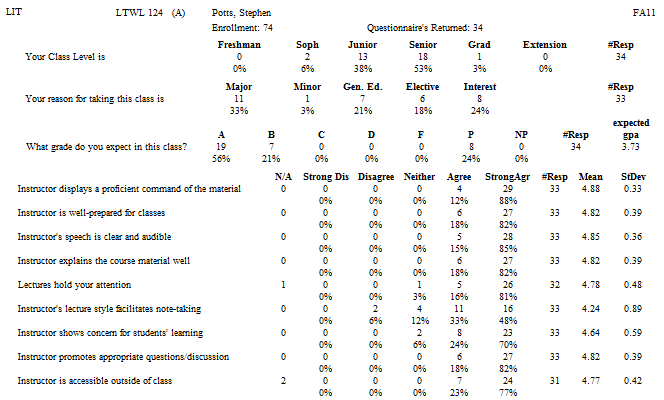 LIT LTWL 124 (A) Potts, Stephen FA11
Enrollment: 74 Questionnaire's Returned: 34
Freshman Soph Junior Senior Grad Extension #Resp
Your Class Level is 0 2 13 18 1 0 34
0% 6% 38% 53% 3% 0%
Major Minor Gen. Ed. Elective Interest #Resp
Your reason for taking this class is 11 1 7 6 8 33
33% 3% 21% 18% 24%
expected
A B C D F P NP #Resp gpa
What grade do you expect in this class? 19 7 0 0 0 8 0 34 3.73
56% 21% 0% 0% 0% 24% 0%
N/A Strong Dis Disagree Neither Agree StrongAgr #Resp Mean StDev
Instructor displays a proficient command of the material 0 0 0 0 4 29 33 4.88 0.33
0% 0% 0% 12% 88%
Instructor is well-prepared for classes 0 0 0 0 6 27 33 4.82 0.39
0% 0% 0% 18% 82%
Instructor's speech is clear and audible 0 0 0 0 5 28 33 4.85 0.36
0% 0% 0% 15% 85%
Instructor explains the course material well 0 0 0 0 6 27 33 4.82 0.39
0% 0% 0% 18% 82%
Lectures hold your attention 1 0 0 1 5 26 32 4.78 0.48
0% 0% 3% 16% 81%
Instructor's lecture style facilitates note-taking 0 0 2 4 11 16 33 4.24 0.89
0% 6% 12% 33% 48%
Instructor shows concern for students' learning 0 0 0 2 8 23 33 4.64 0.59
0% 0% 6% 24% 70%
Instructor promotes appropriate questions/discussion 0 0 0 0 6 27 33 4.82 0.39
0% 0% 0% 18% 82%
Instructor is accessible outside of class 2 0 0 0 7 24 31 4.77 0.42
0% 0% 0% 23% 77%